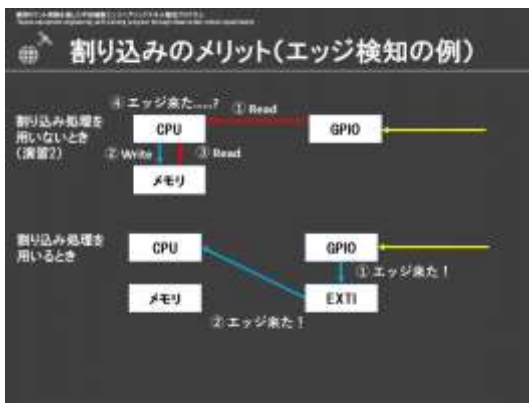 割り込みのメリット(エッジ検知の例)
④ エッジ来た.....?
① Read
割り込み処理を
用いないとき
(演習2)
CPU
GPIO
② Write
③ Read
メモリ
割り込み処理を
用いるとき
CPU
GPIO
① エッジ来た!
メモリ
EXTI
② エッジ来た!